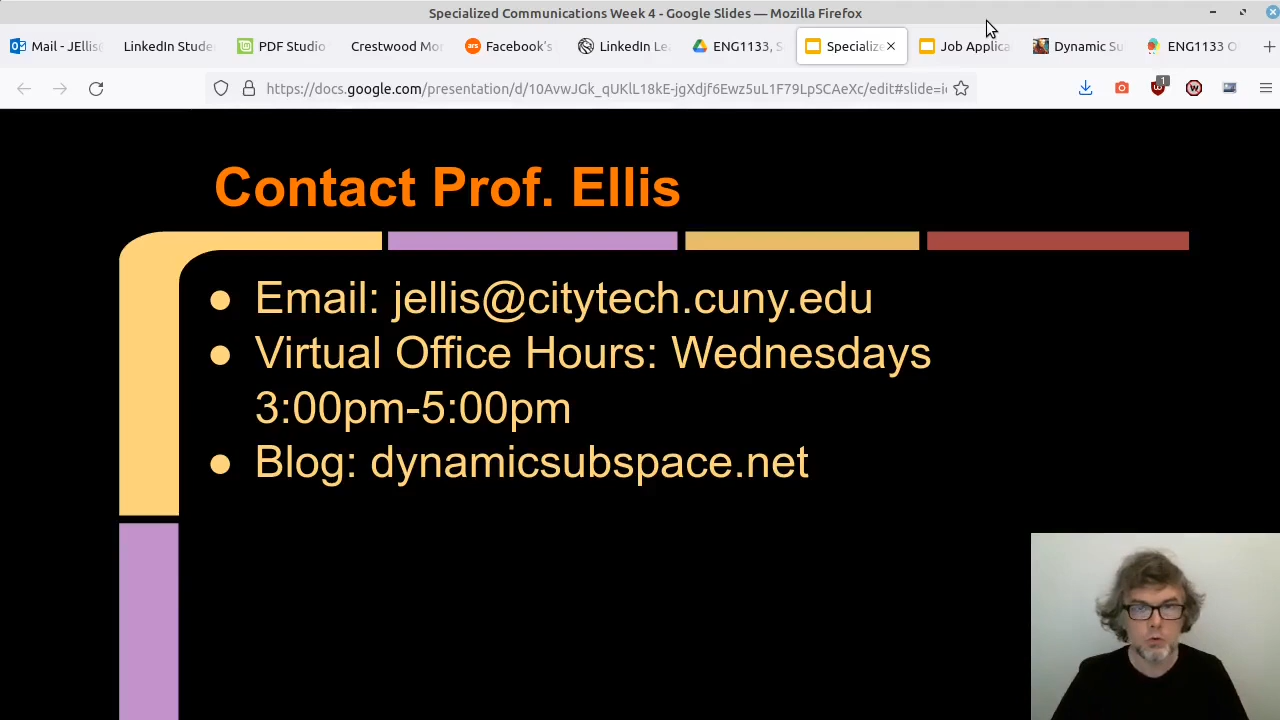 Specialized Communications Week 4 - Google Slides — Mozilla Firefox
Mail - JEllis
LinkedIn Stude
PDF Studio
Crestwood Mo
Facebook's
LinkedIn Le
ENG1133, S
Specialize
Job Applica
Dynamic Su
ENG1133 O
https://docs.google.com/presentation/d/10AvwJGk_qUKlL18kE-jgXdjf6Ewz5uL1F79LpSCAeXc/edit#slide=i
1
Contact Prof. Ellis
● Email: jellis@citytech.cuny.edu
● Virtual Office Hours: Wednesdays
3:00pm-5:00pm
● Blog: dynamicsubspace.net